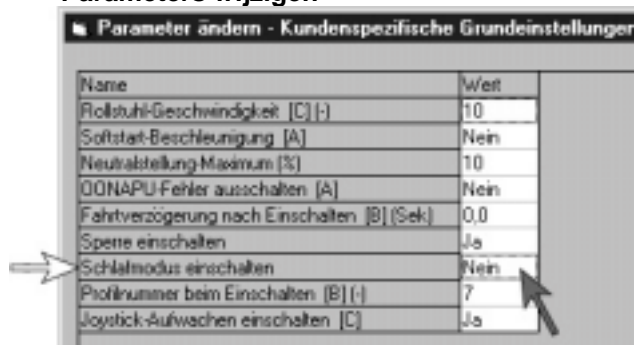 Parameters wijzigen
Parameter ändern - Kundenspezifische Grundeinstellungen
Name Wert
Rollstuhl-Geschwindigkeit [C] (-) 10
Softstart-Beschleunigung [A] Nein
Neutralstellung-Maximum (%) 10
OONAPU-Fehler ausschalten [A] Nein
Fahrtverzögerung nach Einschalten [B] (Sek) 0,0
Sperre einschalten Ja
Schlafmodus einschalten Nein
Profilnummer beim Einschalten [B] (-) 7
Joystick-Aufwachen einschalten [C] Ja